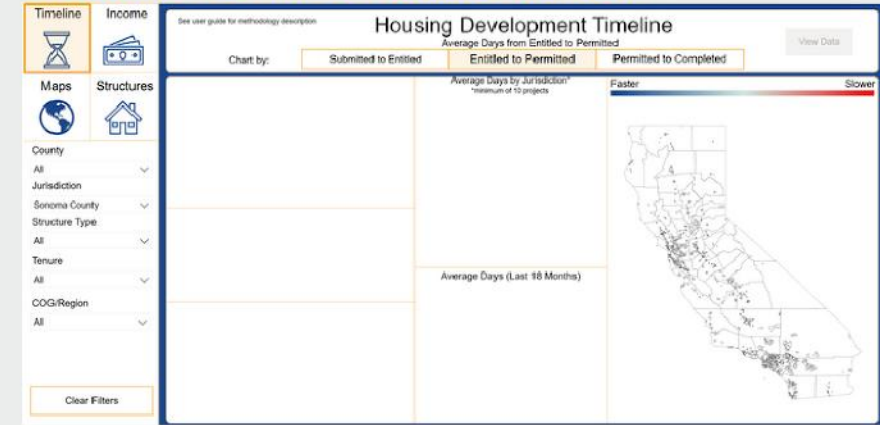 Timeline
Income
Maps
Structures
County
All
Jurisdiction
Sonoma County
Structure Type
All
Tenure
All
COG/Region
All
Clear Filters
See user guide for methodology description
Housing Development Timeline
Average Days from Entitled to Permitted
View Data
Chart by:
Submitted to Entitled
Entitled to Permitted
Permitted to Completed
Average Days by Jurisdiction*
*minimum of 10 projects
Average Days (Last 18 Months)
Faster
Slower